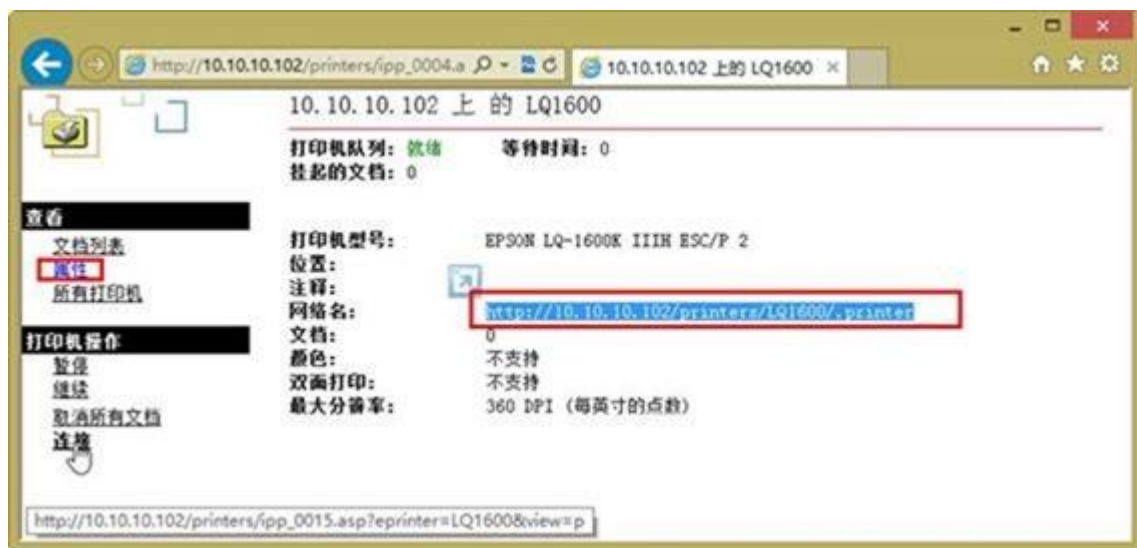 http://10.10.10.102/printers/ipp_0004.a
10.10.10.102 上的 LQ1600
10.10.10.102 上 的 LQ1600
打印机队列: 就绪 等待时间: 0
挂起的文档: 0
查看
文档列表
属性
所有打印机
打印机型号: EPSON LQ-1600K IIIH ESC/P 2
位置:
注释:
网络名: http://10.10.10.102/printers/LQ1600/.printer
文档: 0
颜色: 不支持
双面打印: 不支持
最大分辨率: 360 DPI (每英寸的点数)
打印机操作
暂停
继续
取消所有文档
连接
http://10.10.10.102/printers/ipp_0015.asp?eprinter=LQ1600&view=p